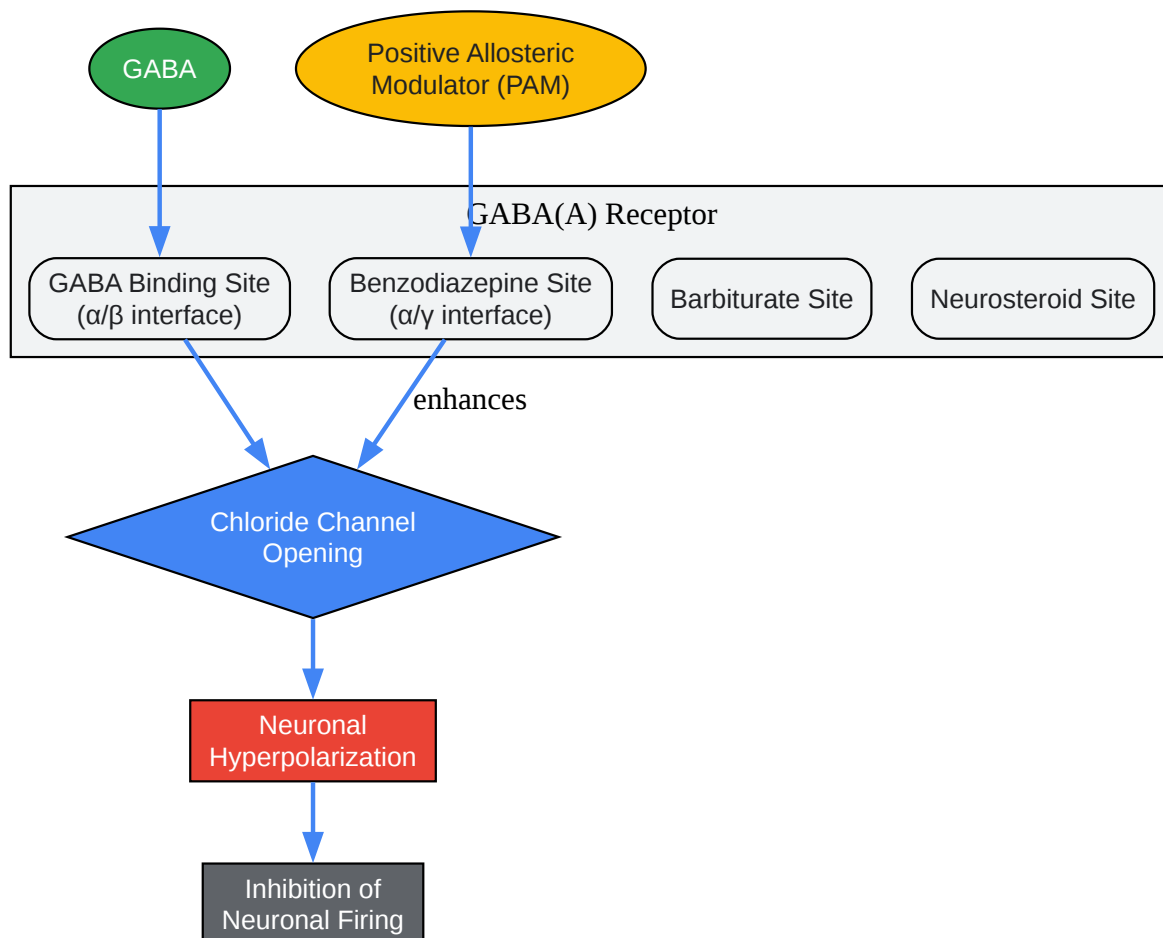 GABA
Positive Allosteric
Modulator (PAM)
GABA(A) Receptor
GABA Binding Site
(α/β interface)
Benzodiazepine Site
(α/γ interface)
Barbiturate Site
Neurosteroid Site
enhances
Chloride Channel
Opening
Neuronal
Hyperpolarization
Inhibition of
Neuronal Firing